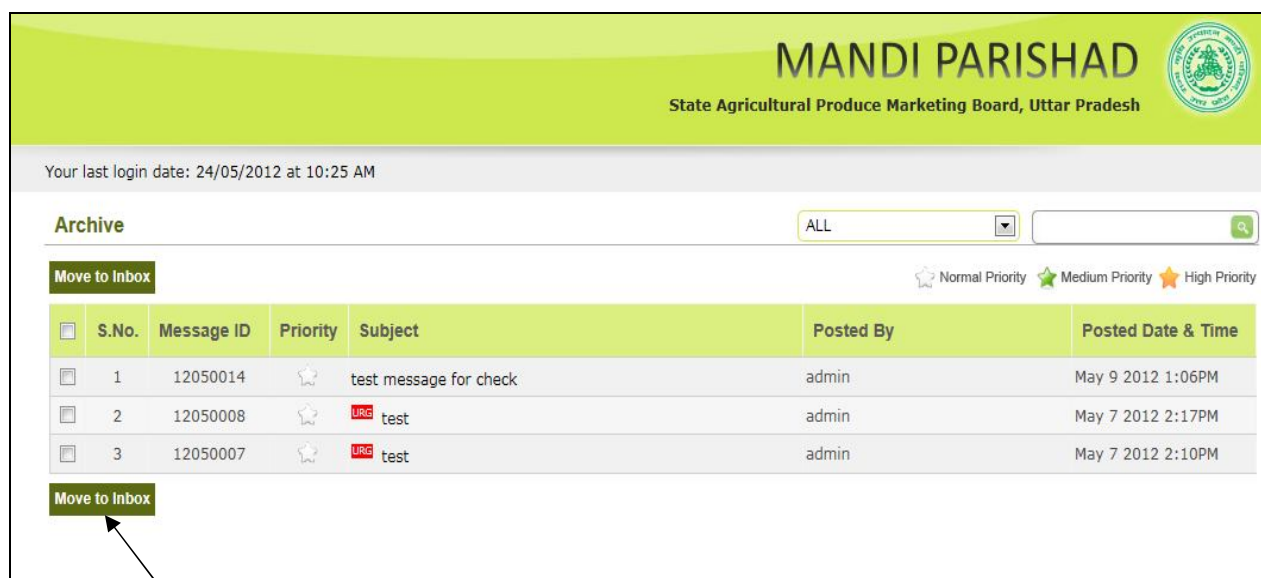 MANDI PARISHAD
State Agricultural Produce Marketing Board, Uttar Pradesh
Your last login date: 24/05/2012 at 10:25 AM
Archive ALL
Move to Inbox Normal Priority Medium Priority High Priority
S.No. Message ID Priority Subject Posted By Posted Date & Time
1 12050014 test message for check admin May 9 2012 1:06PM
2 12050008 URG test admin May 7 2012 2:17PM
3 12050007 URG test admin May 7 2012 2:10PM
Move to Inbox